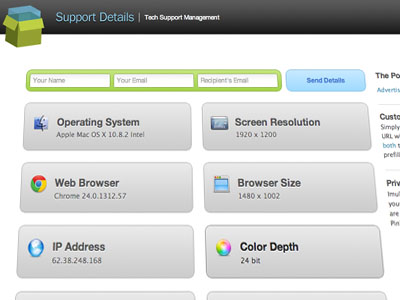 Support Details | Tech Support Management
Your Name
Your Email
Recipient's Email
Send Details
The Po
Advertis
Operating System
Apple Mac OS X 10.8.2 Intel
Screen Resolution
1920 x 1200
Custo
Simply
URL w
both t
prefill
Web Browser
Chrome 24.0.1312.57
Browser Size
1480 x 1002
Priv
Imul
you
are
Pin
IP Address
62.38.248.168
Color Depth
24 bit